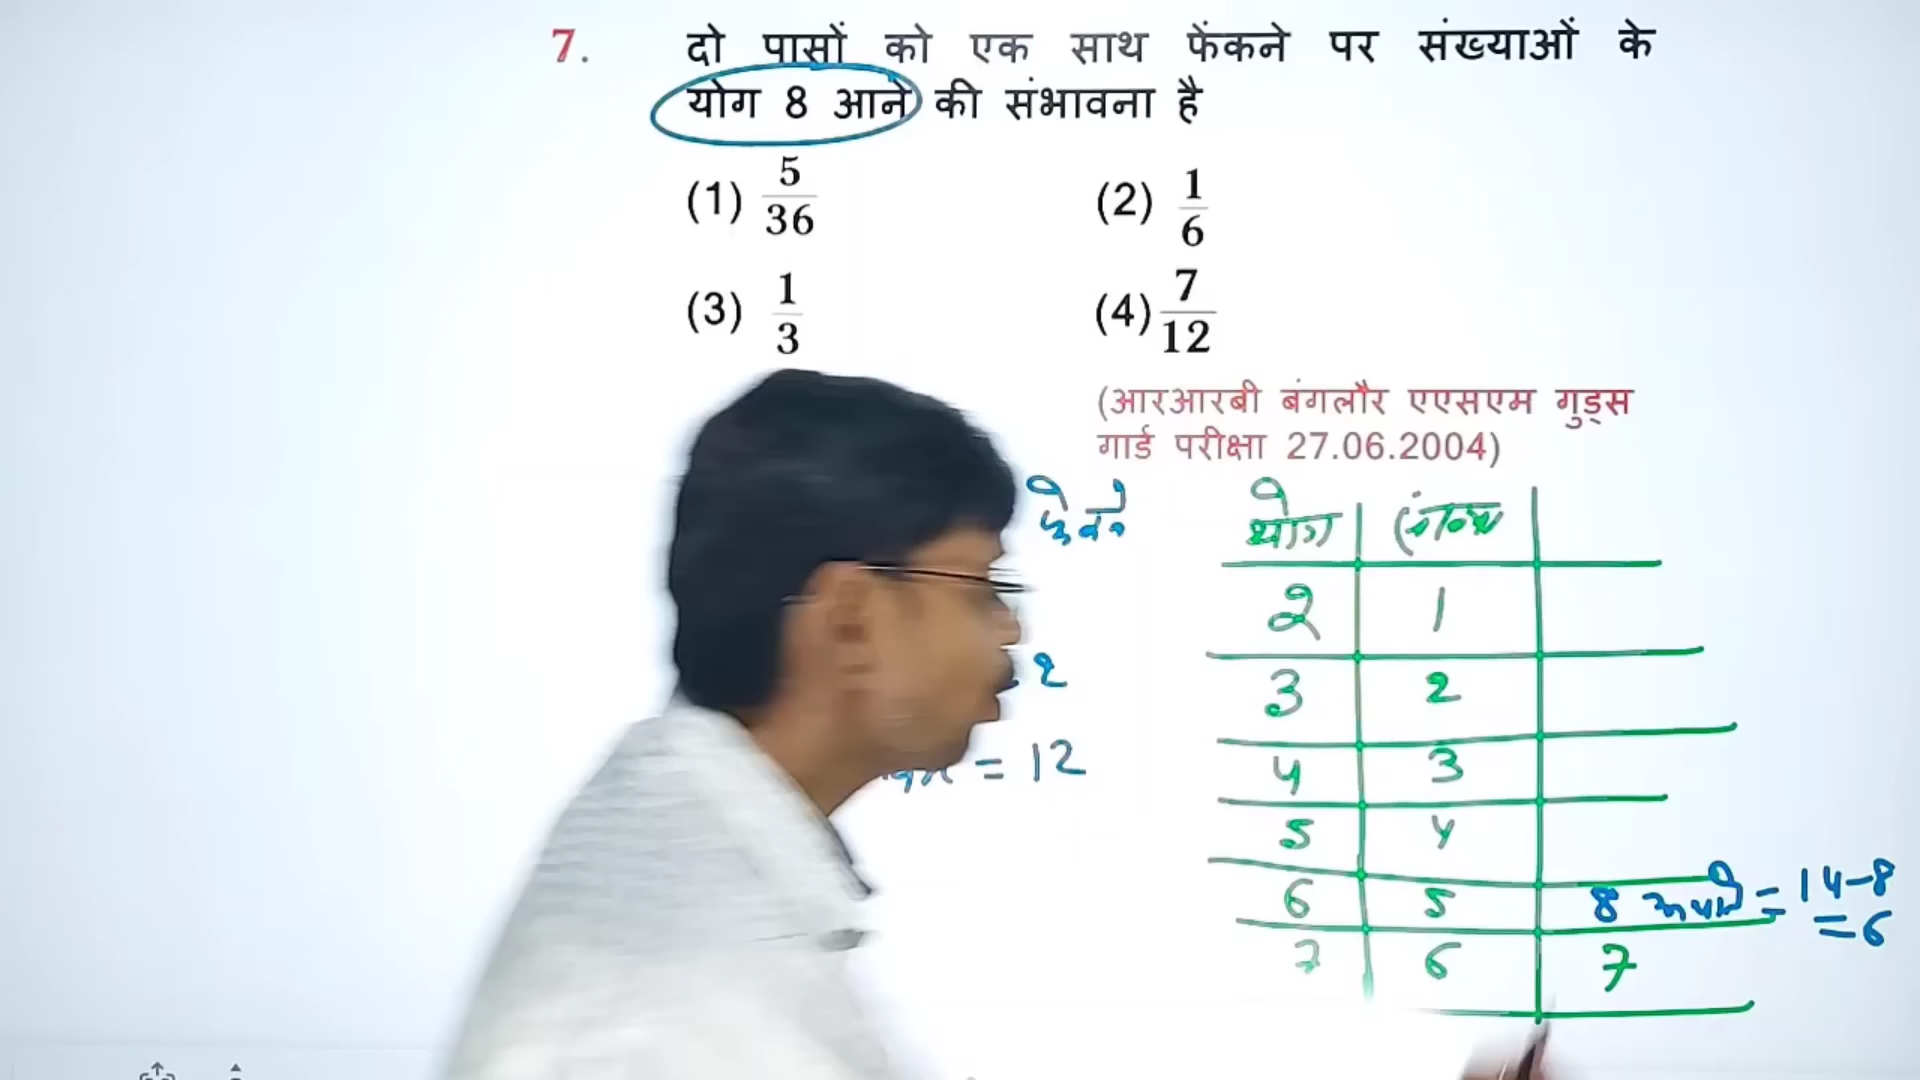 7. दो पासों को एक साथ फेंकने पर संख्याओं के
योग 8 आने की संभावना है
(1) 5/36 (2) 1/6
(3) 1/3 (4) 7/12
(आरआरबी बंगलौर एएसएम गुड्स
गार्ड परीक्षा 27.06.2004)
योग
2 1
2
3 2
= 12
4 3
5 4
6 5 8 = 14-8
= 6
7 6 7